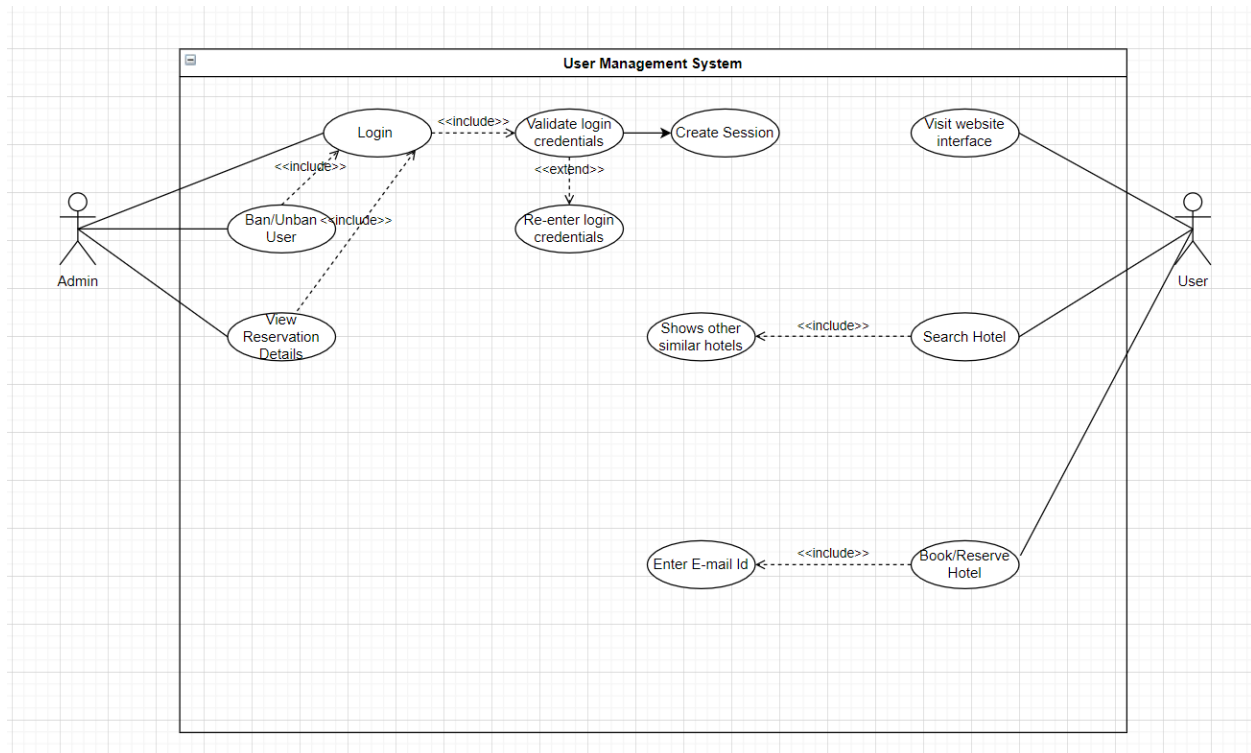 User Management System
<<include>>
Login
Validate login
credentials
Create Session
Visit website
interface
<<include>>
<<extend>>
Ban/Unban
User
<<include>>
Re-enter login
credentials
Admin
User
View
Reservation
Details
Shows other
similar hotels
<<include>>
Search Hotel
Enter E-mail Id
<<include>>
Book/Reserve
Hotel